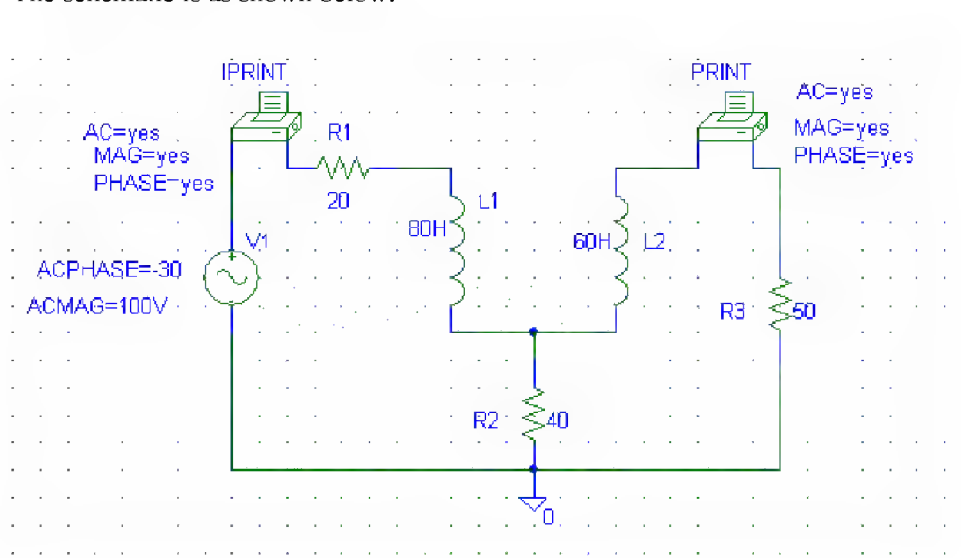 IPRINT
PRINT
AC=yes
MAG=yes
PHASE=yes
AC=yes
MAG=yes
PHASE=yes
R1
20
L1
80H
60H
L2
V1
ACPHASE=-30
ACMAG=100V
R3
50
R2
40
0